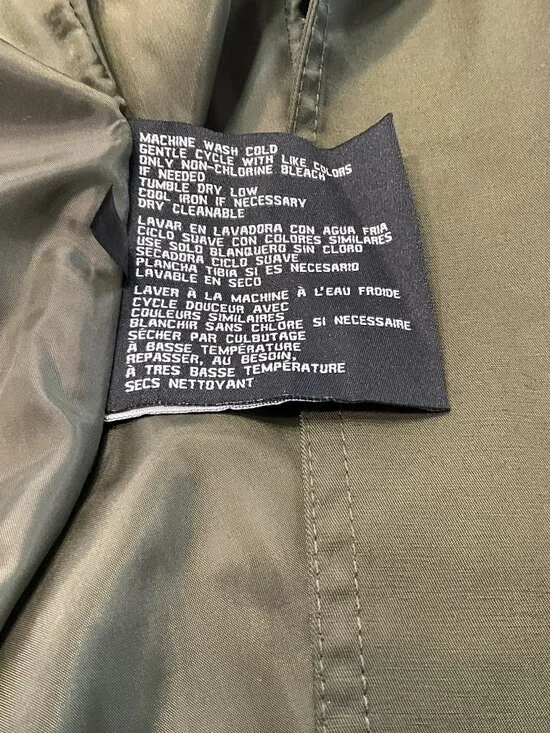 MACHINE WASH COLD
GENTLE CYCLE WITH LIKE COLORS
ONLY NON-CHLORINE BLEACH
IF NEEDED
TUMBLE DRY LOW
COOL IRON IF NECESSARY
DRY CLEANABLE
LAVAR EN LAVADORA CON AGUA FRIA
CICLO SUAVE CON COLORES SIMILARES
USE SOLO BLANQUERO SIN CLORO
SECADORA CICLO SUAVE
PLANCHA TIBIA SI ES NECESARIO
LAVABLE EN SECO
LAVER À LA MACHINE À L'EAU FROIDE
CYCLE DOUCEUR AVEC
COULEURS SIMILAIRES
BLANCHIR SANS CHLORE SI NECESSAIRE
SÉCHER PAR CULBUTAGE
À BASSE TEMPÉRATURE
REPASSER, AU BESOIN,
À TRES BASSE TEMPÉRATURE
SECS NETTOYANT